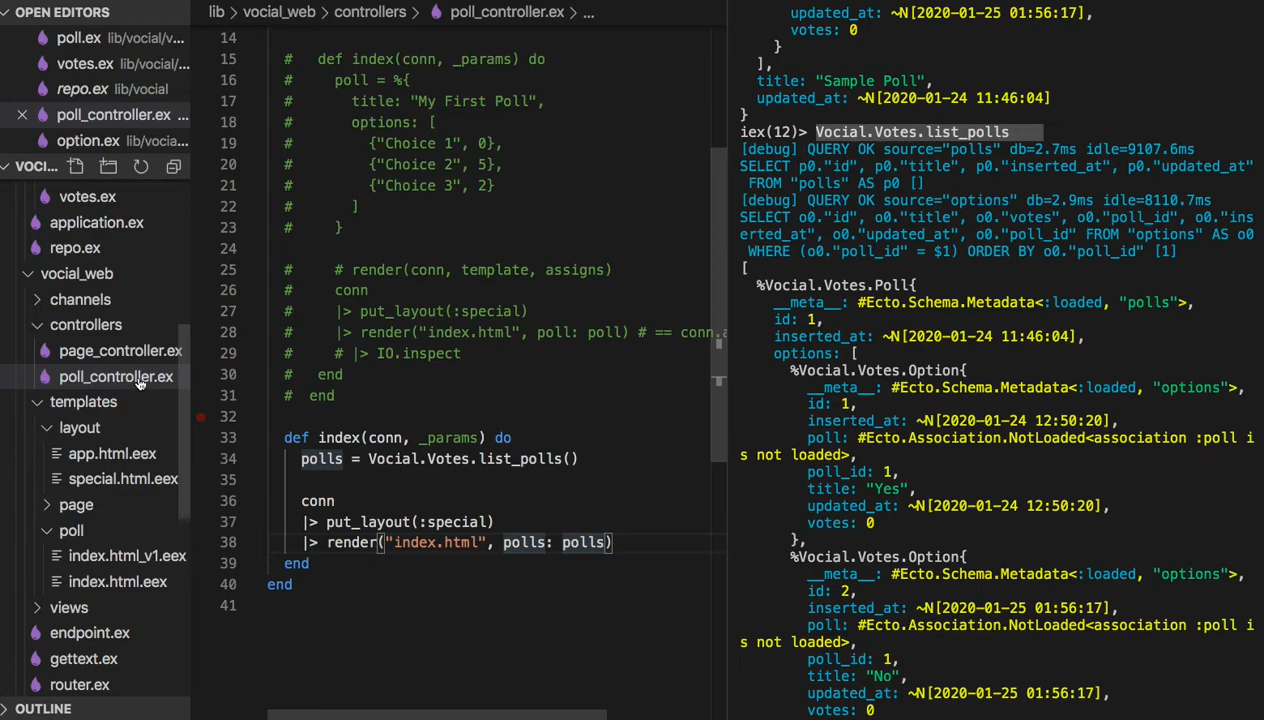 OPEN EDITORS
poll.ex lib/vocial/v...
votes.ex lib/vocial/...
repo.ex lib/vocial
poll_controller.ex ...
option.ex lib/vocia...
VOCI...
votes.ex
application.ex
repo.ex
vocial_web
channels
controllers
page_controller.ex
poll_controller.ex
templates
layout
app.html.eex
special.html.eex
page
poll
index.html_v1.eex
index.html.eex
views
endpoint.ex
gettext.ex
router.ex
OUTLINE
lib > vocial_web > controllers > poll_controller.ex > ...
14
15 #   def index(conn, _params) do
16 #     poll = %{
17 #       title: "My First Poll",
18 #       options: [
19 #         {"Choice 1", 0},
20 #         {"Choice 2", 5},
21 #         {"Choice 3", 2}
22 #       ]
23 #     }
24
25 #     # render(conn, template, assigns)
26 #     conn
27 #     |> put_layout(:special)
28 #     |> render("index.html", poll: poll) # == conn.a
29 #     # |> IO.inspect
30 #   end
31 #  end
32
33 def index(conn, _params) do
34 polls = Vocial.Votes.list_polls()
35
36 conn
37 |> put_layout(:special)
38 |> render("index.html", polls: polls)
39 end
40 end
41
updated_at: ~N[2020-01-25 01:56:17],
votes: 0
}
],
title: "Sample Poll",
updated_at: ~N[2020-01-24 11:46:04]
}
iex(12)> Vocial.Votes.list_polls
[debug] QUERY OK source="polls" db=2.7ms idle=9107.6ms
SELECT p0."id", p0."title", p0."inserted_at", p0."updated_at"
FROM "polls" AS p0 []
[debug] QUERY OK source="options" db=2.9ms idle=8110.7ms
SELECT o0."id", o0."title", o0."votes", o0."poll_id", o0."ins
erted_at", o0."updated_at", o0."poll_id" FROM "options" AS o0
WHERE (o0."poll_id" = $1) ORDER BY o0."poll_id" [1]
[
%Vocial.Votes.Poll{
__meta__: #Ecto.Schema.Metadata<:loaded, "polls">,
id: 1,
inserted_at: ~N[2020-01-24 11:46:04],
options: [
%Vocial.Votes.Option{
__meta__: #Ecto.Schema.Metadata<:loaded, "options">,
id: 1,
inserted_at: ~N[2020-01-24 12:50:20],
poll: #Ecto.Association.NotLoaded<association :poll i
s not loaded>,
poll_id: 1,
title: "Yes",
updated_at: ~N[2020-01-24 12:50:20],
votes: 0
},
%Vocial.Votes.Option{
__meta__: #Ecto.Schema.Metadata<:loaded, "options">,
id: 2,
inserted_at: ~N[2020-01-25 01:56:17],
poll: #Ecto.Association.NotLoaded<association :poll i
s not loaded>,
poll_id: 1,
title: "No",
updated_at: ~N[2020-01-25 01:56:17],
votes: 0